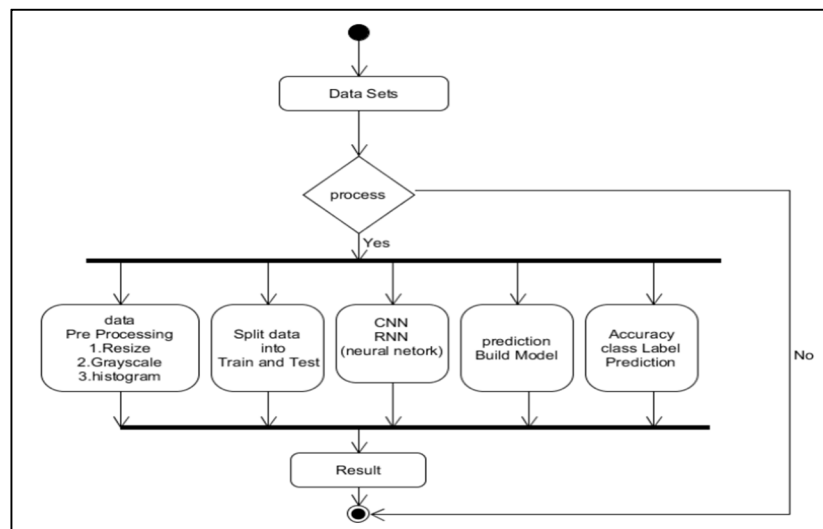 Data Sets
process
Yes
data
Pre Processing
1.Resize
2.Grayscale
3.histogram
Split data
into
Train and Test
CNN
RNN
(neural netork)
prediction
Build Model
Accuracy
class Label
Prediction
No
Result